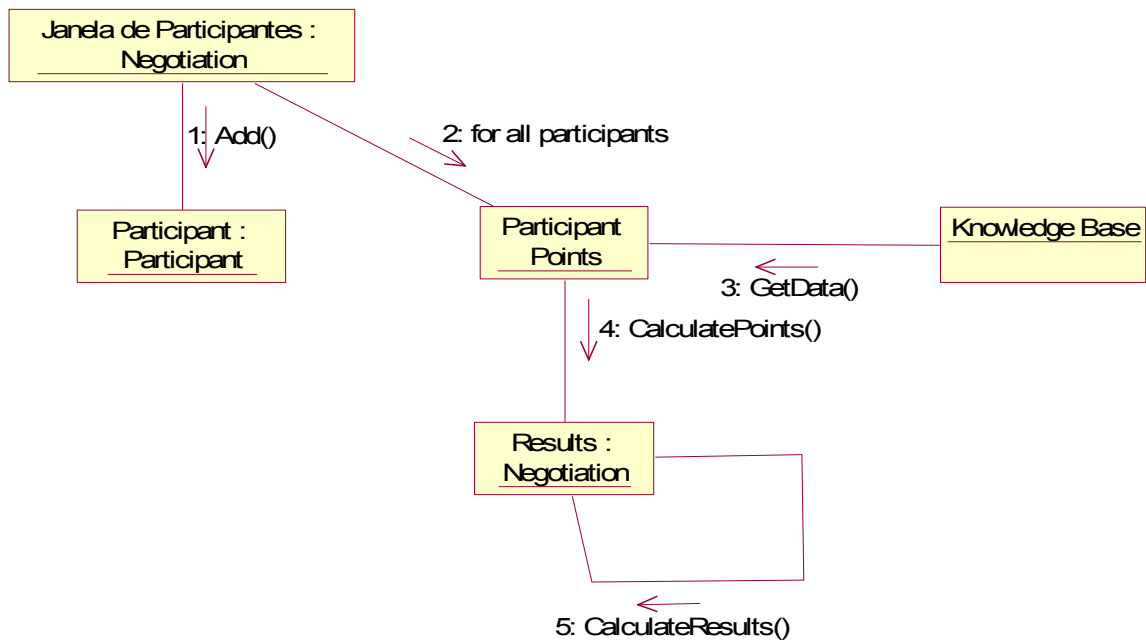 Janela de Participantes :
Negotiation
1: Add()
2: for all participants
Participant :
Participant
Participant
Points
Knowledge Base
3: GetData()
4: CalculatePoints()
Results :
Negotiation
5: CalculateResults()